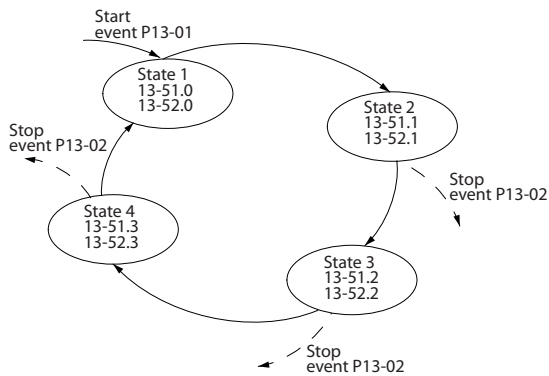 Start
event P13-01
State 1
13-51.0
13-52.0
State 2
13-51.1
13-52.1
Stop
event P13-02
Stop
event P13-02
State 4
13-51.3
13-52.3
State 3
13-51.2
13-52.2
Stop
event P13-02